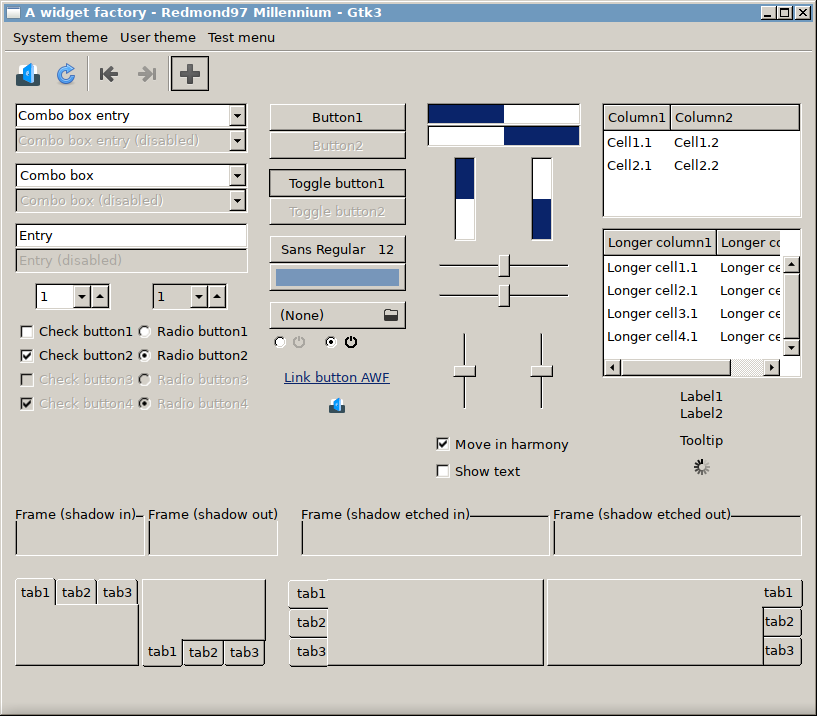 A widget factory - Redmond97 Millennium - Gtk3
System theme User theme Test menu
Combo box entry
Combo box entry (disabled)
Combo box
Combo box (disabled)
Entry
Entry (disabled)
1 1
Check button1 Radio button1
Check button2 Radio button2
Check button3 Radio button3
Check button4 Radio button4
Button1
Button2
Toggle button1
Toggle button2
Sans Regular 12
(None)
Link button AWF
Move in harmony
Show text
Column1 Column2
Cell1.1 Cell1.2
Cell2.1 Cell2.2
Longer column1 Longer co
Longer cell1.1 Longer ce
Longer cell2.1 Longer ce
Longer cell3.1 Longer ce
Longer cell4.1 Longer ce
Label1
Label2
Tooltip
Frame (shadow in) Frame (shadow out) Frame (shadow etched in) Frame (shadow etched out)
tab1 tab2 tab3
tab1 tab2 tab3
tab1
tab2
tab3
tab1
tab2
tab3